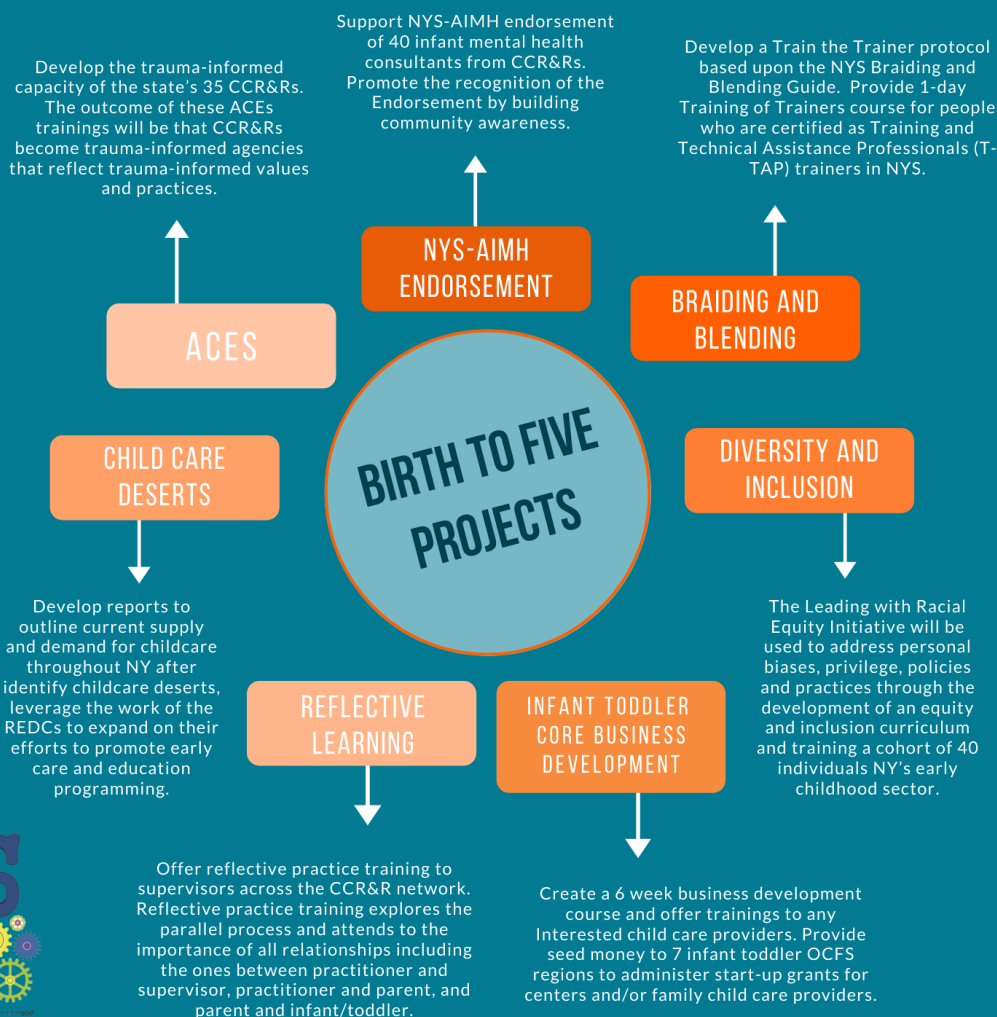 Support NYS-AIMH endorsement
of 40 infant mental health
consultants from CCR&Rs.
Promote the recognition of the
Endorsement by building
community awareness.
Develop the trauma-informed
capacity of the state's 35 CCR&Rs.
The outcome of these ACEs
trainings will be that CCR&Rs
become trauma-informed agencies
that reflect trauma-informed values
and practices.
Develop a Train the Trainer protocol
based upon the NYS Braiding and
Blending Guide. Provide 1-day
Training of Trainers course for people
who are certified as Training and
Technical Assistance Professionals (T-
TAP) trainers in NYS.
NYS-AIMH
ENDORSEMENT
BRAIDING AND
BLENDING
ACES
BIRTH TO FIVE
PROJECTS
CHILD CARE
DESERTS
DIVERSITY AND
INCLUSION
Develop reports to
outline current supply
and demand for childcare
throughout NY after
identify childcare deserts,
leverage the work of the
REDCs to expand on their
efforts to promote early
care and education
programming.
The Leading with Racial
Equity Initiative will be
used to address personal
biases, privilege, policies
and practices through the
development of an equity
and inclusion curriculum
and training a cohort of 40
individuals NY's early
childhood sector.
REFLECTIVE
LEARNING
INFANT TODDLER
CORE BUSINESS
DEVELOPMENT
Offer reflective practice training to
supervisors across the CCR&R network.
Reflective practice training explores the
parallel process and attends to the
importance of all relationships including
the ones between practitioner and
supervisor, practitioner and parent, and
parent and infant/toddler.
Create a 6 week business development
course and offer trainings to any
Interested child care providers. Provide
seed money to 7 infant toddler OCFS
regions to administer start-up grants for
centers and/or family child care providers.
S